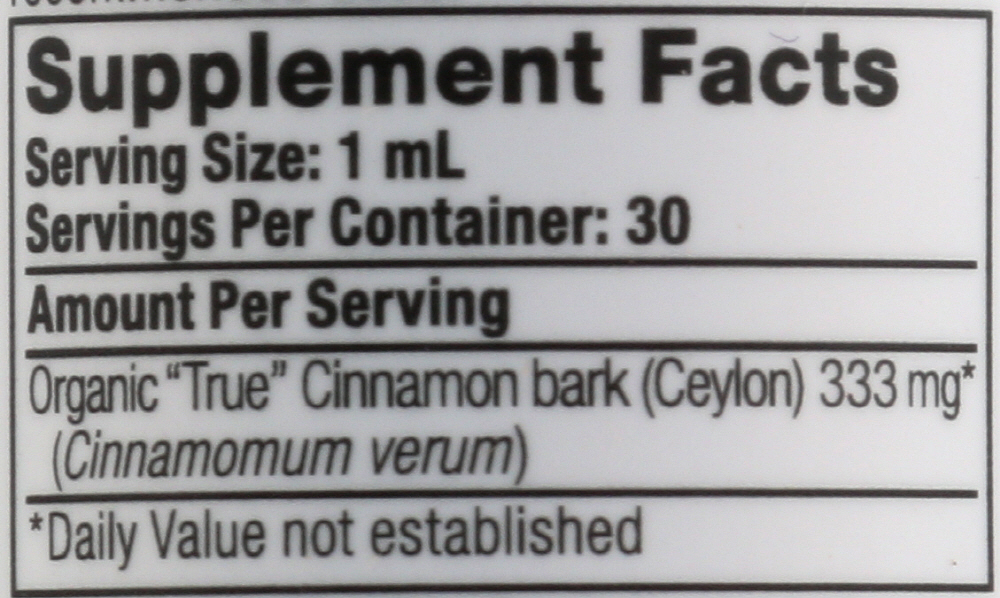 Supplement Facts
Serving Size: 1 mL
Servings Per Container: 30
Amount Per Serving
Organic “True” Cinnamon bark (Ceylon) 333 mg*
(Cinnamomum verum)
*Daily Value not established